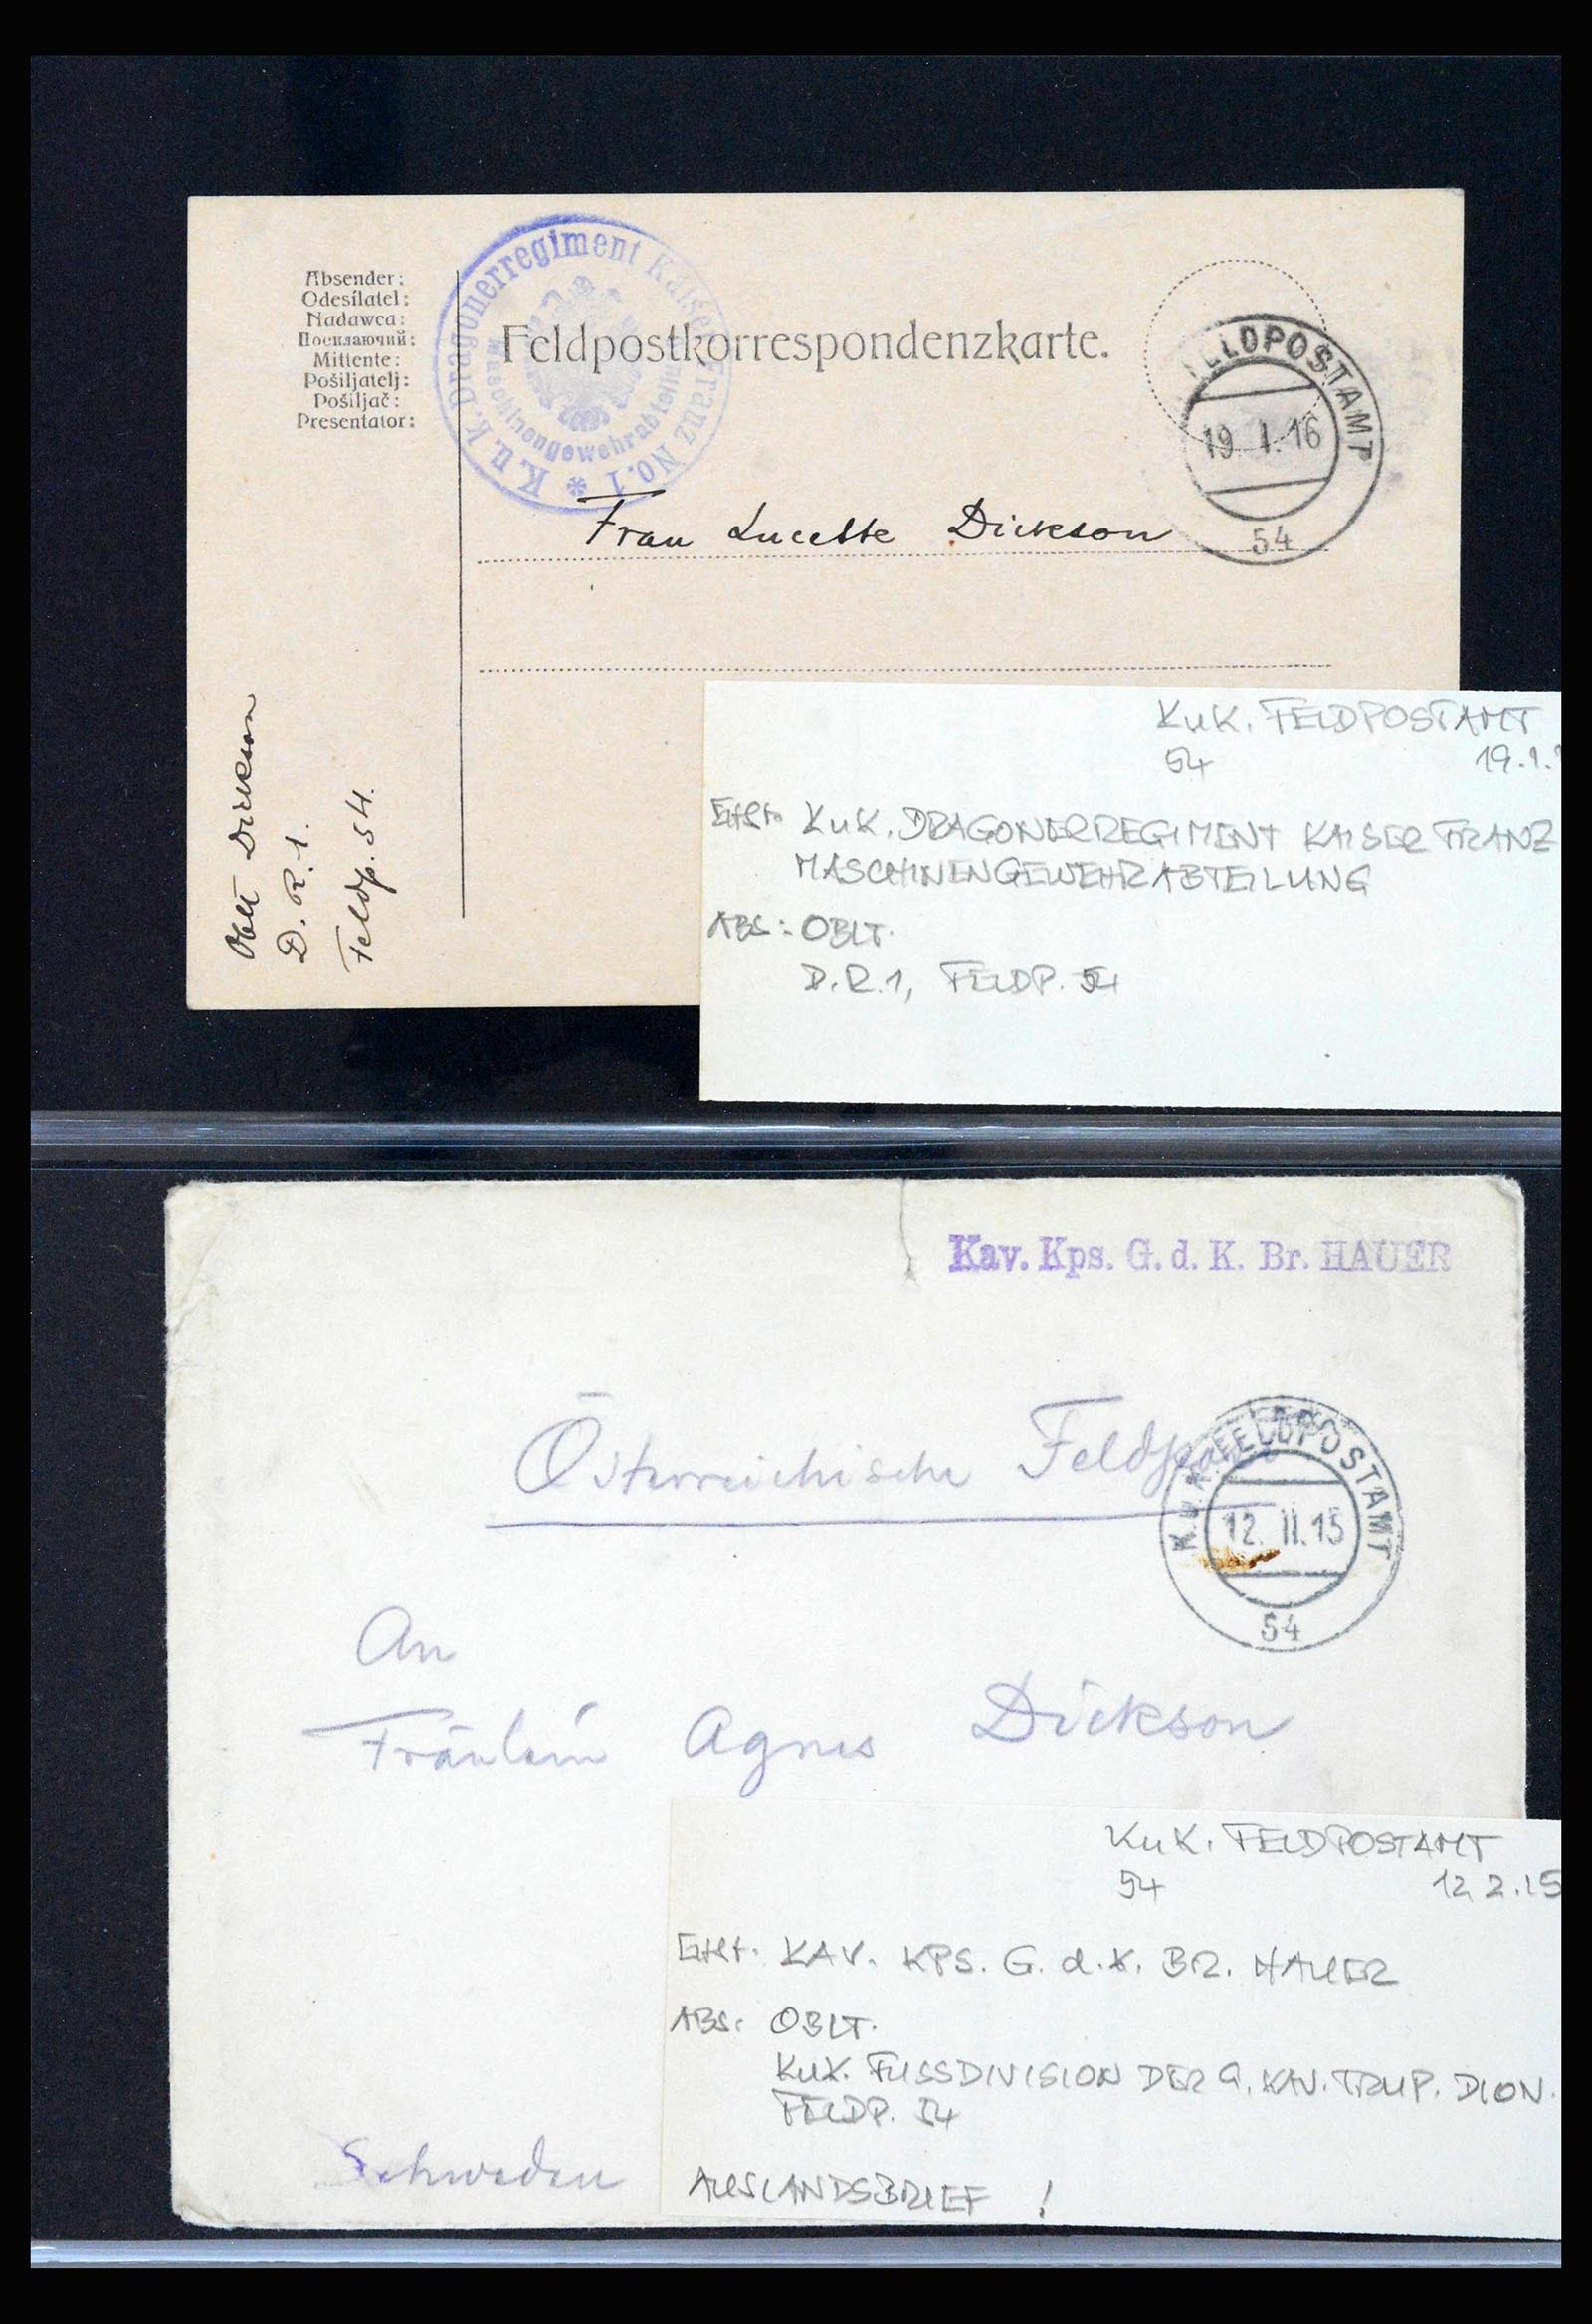 Absender:
Odesílatel:
Nadawca:
Посилаючий:
Mittente:
Pošiljatelj:
Pošiljač:
Presentator:
K. u. k. Dragonerregiment Kaiser Franz No. 1 *
Maschinengewehrabteilung
Feldpostkorrespondenzkarte.
FELDPOSTAMT
19. I. 16
54
Frau Lucette Dickson
Oblt Dickson
D. R. 1.
Feldp. 54.
KuK. FELDPOSTAMT
54 19.1.
KuK. DRAGONERREGIMENT KAISER FRANZ
MASCHINENGEWEHRABTEILUNG
ABS: OBLT.
D.R.1, FELDP. 54
Kav. Kps. G. d. K. Br. HAUER
Österreichische Feldpost
K.u.K. FELDPOSTAMT
12. II. 15
54
An
Fräulein Agnes Dickson
Schweden
KuK. FELDPOSTAMT
54 12.2.15
KAV. KPS. G. d. K. BR. HAUER
ABS: OBLT.
KuK. FUSSDIVISION DER 9. KAV. TRUP. DION.
FELDP. 54
AUSLANDSBRIEF !